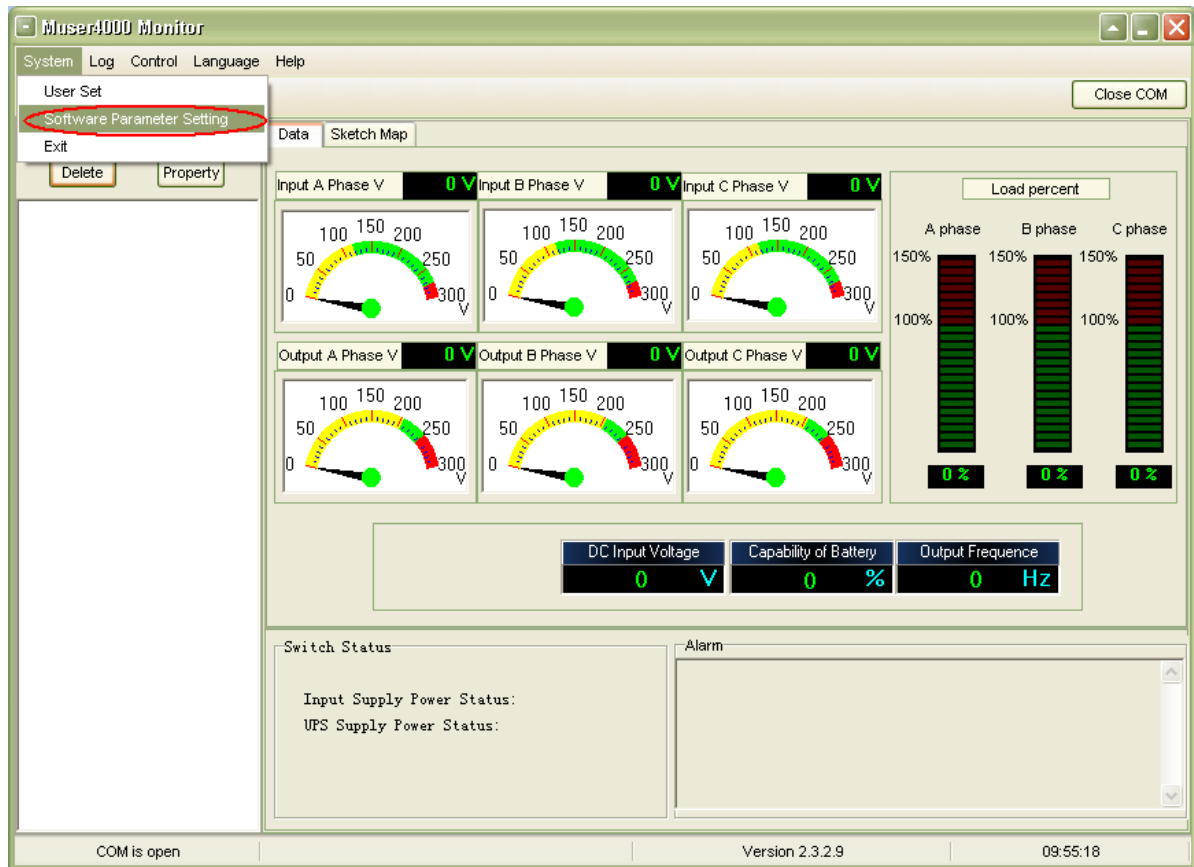 Muser4000 Monitor
System Log Control Language Help
User Set
Software Parameter Setting
Exit
Close COM
Delete Property
Data Sketch Map
Input A Phase V 0 V Input B Phase V 0 V Input C Phase V 0 V
0 50 100 150 200 250 300 V
0 50 100 150 200 250 300 V
0 50 100 150 200 250 300 V
Output A Phase V 0 V Output B Phase V 0 V Output C Phase V 0 V
0 50 100 150 200 250 300 V
0 50 100 150 200 250 300 V
0 50 100 150 200 250 300 V
Load percent
A phase B phase C phase
150% 150% 150%
100% 100% 100%
0 % 0 % 0 %
DC Input Voltage Capability of Battery Output Frequence
0 V 0 % 0 Hz
Switch Status
Input Supply Power Status:
UPS Supply Power Status:
Alarm
COM is open Version 2.3.2.9 09:55:18